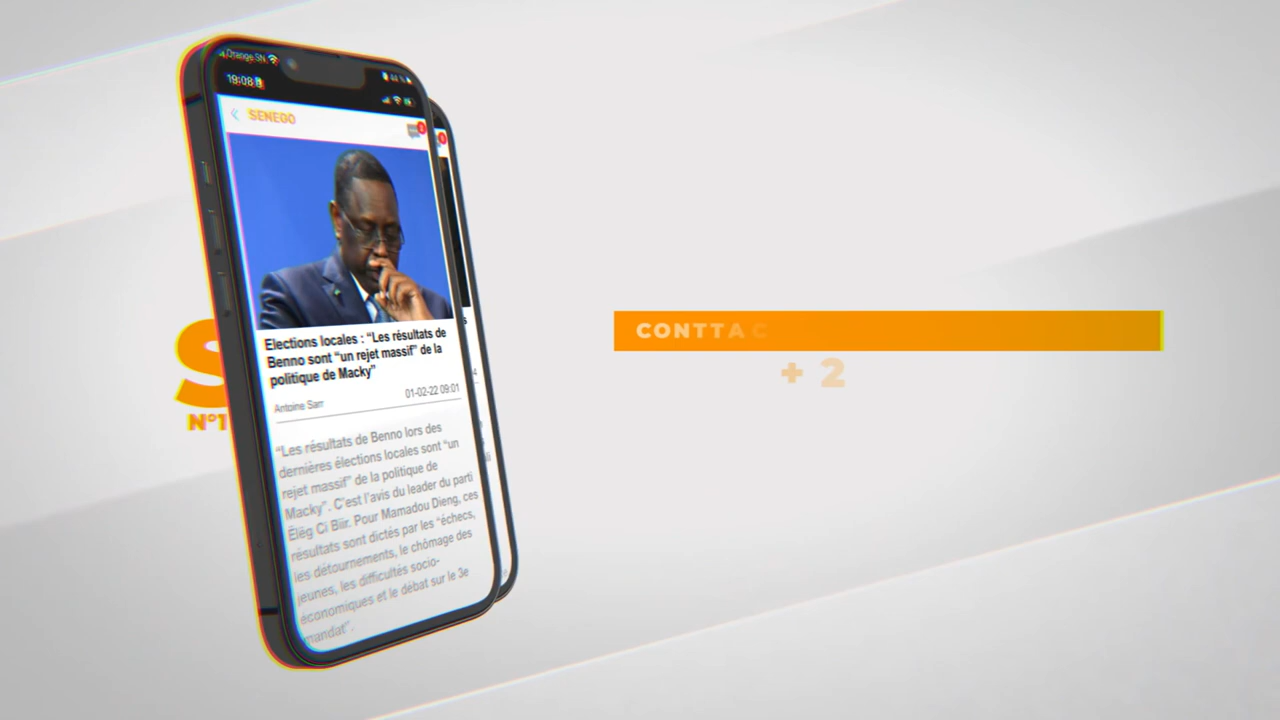 Orange SN
19:08
SENEGO
Elections locales : “Les résultats de
Benno sont “un rejet massif” de la
politique de Macky”
Antoine Sarr
01-02-22 09:01
“Les résultats de Benno lors des
dernières élections locales sont “un
rejet massif” de la politique de
Macky”. C’est l’avis du leader du parti
Élëg Ci Biir. Pour Mamadou Dieng, ces
résultats sont dictés par les “échecs,
les détournements, le chômage des
jeunes, les difficultés socio-
économiques et le débat sur le 3e
mandat”.
S
N°1
CONTTAC
+ 2